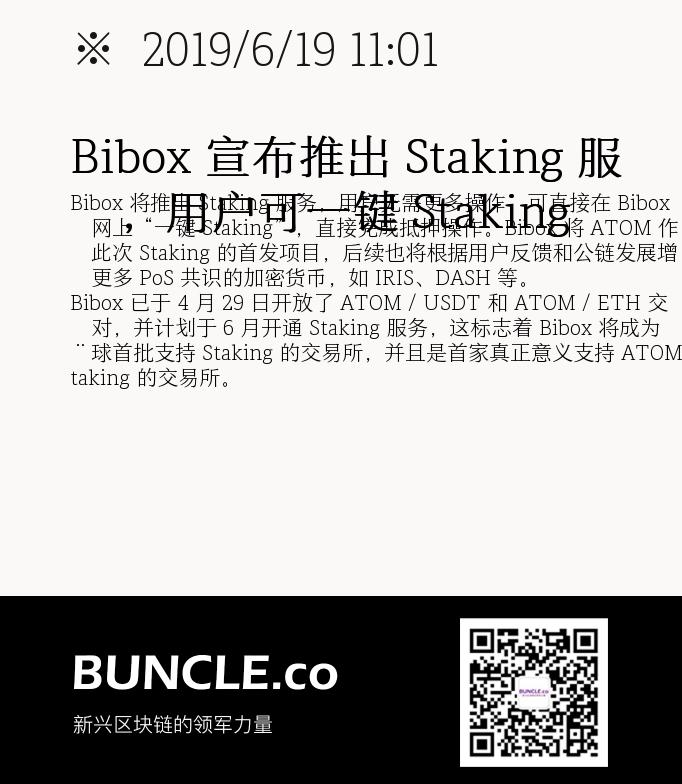 ※ 2019/6/19 11:01
Bibox 宣布推出 Staking 服
，用户可一键 Staking
Bibox 将推出 Staking 服务，用户无需更多操作，可直接在 Bibox
网上“一键 Staking”，直接完成抵押操作。Bibox 将 ATOM 作
此次 Staking 的首发项目，后续也将根据用户反馈和公链发展增
更多 PoS 共识的加密货币，如 IRIS、DASH 等。
Bibox 已于 4 月 29 日开放了 ATOM / USDT 和 ATOM / ETH 交
对，并计划于 6 月开通 Staking 服务，这标志着 Bibox 将成为
球首批支持 Staking 的交易所，并且是首家真正意义支持 ATOM
taking 的交易所。
BUNCLE.co
新兴区块链的领军力量
BUNCLE.co